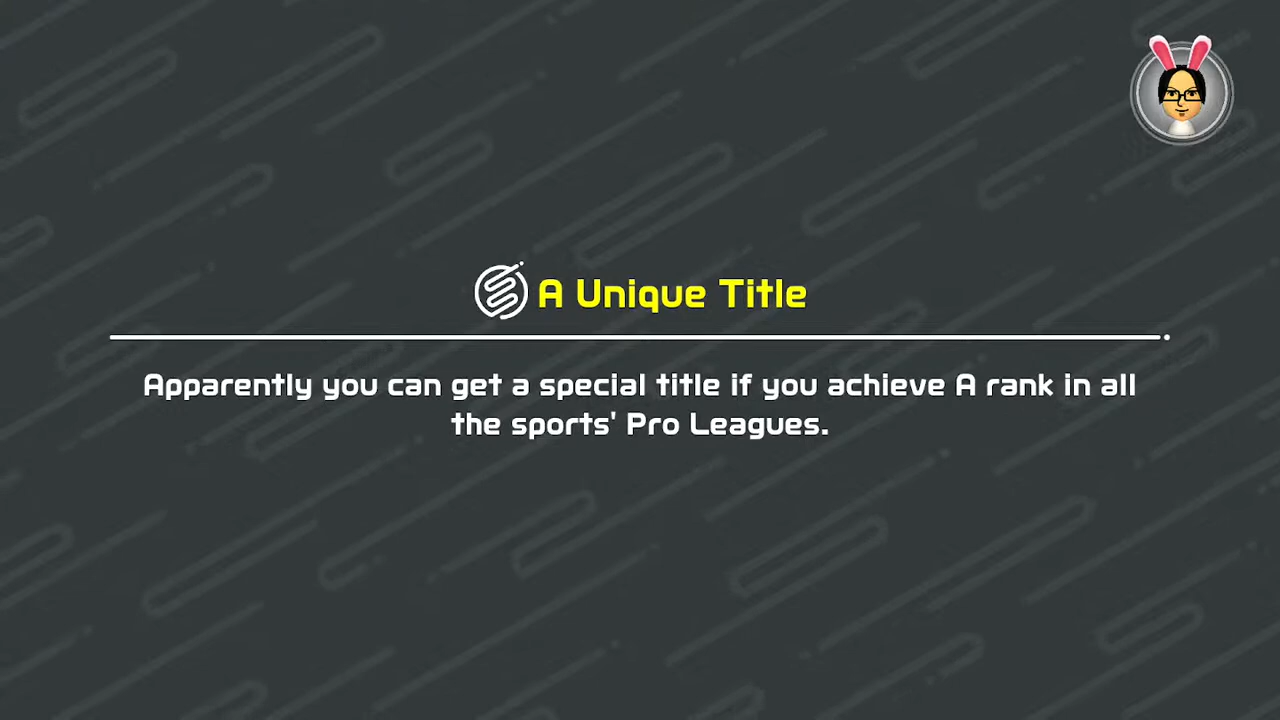 A Unique Title
Apparently you can get a special title if you achieve A rank in all
the sports' Pro Leagues.